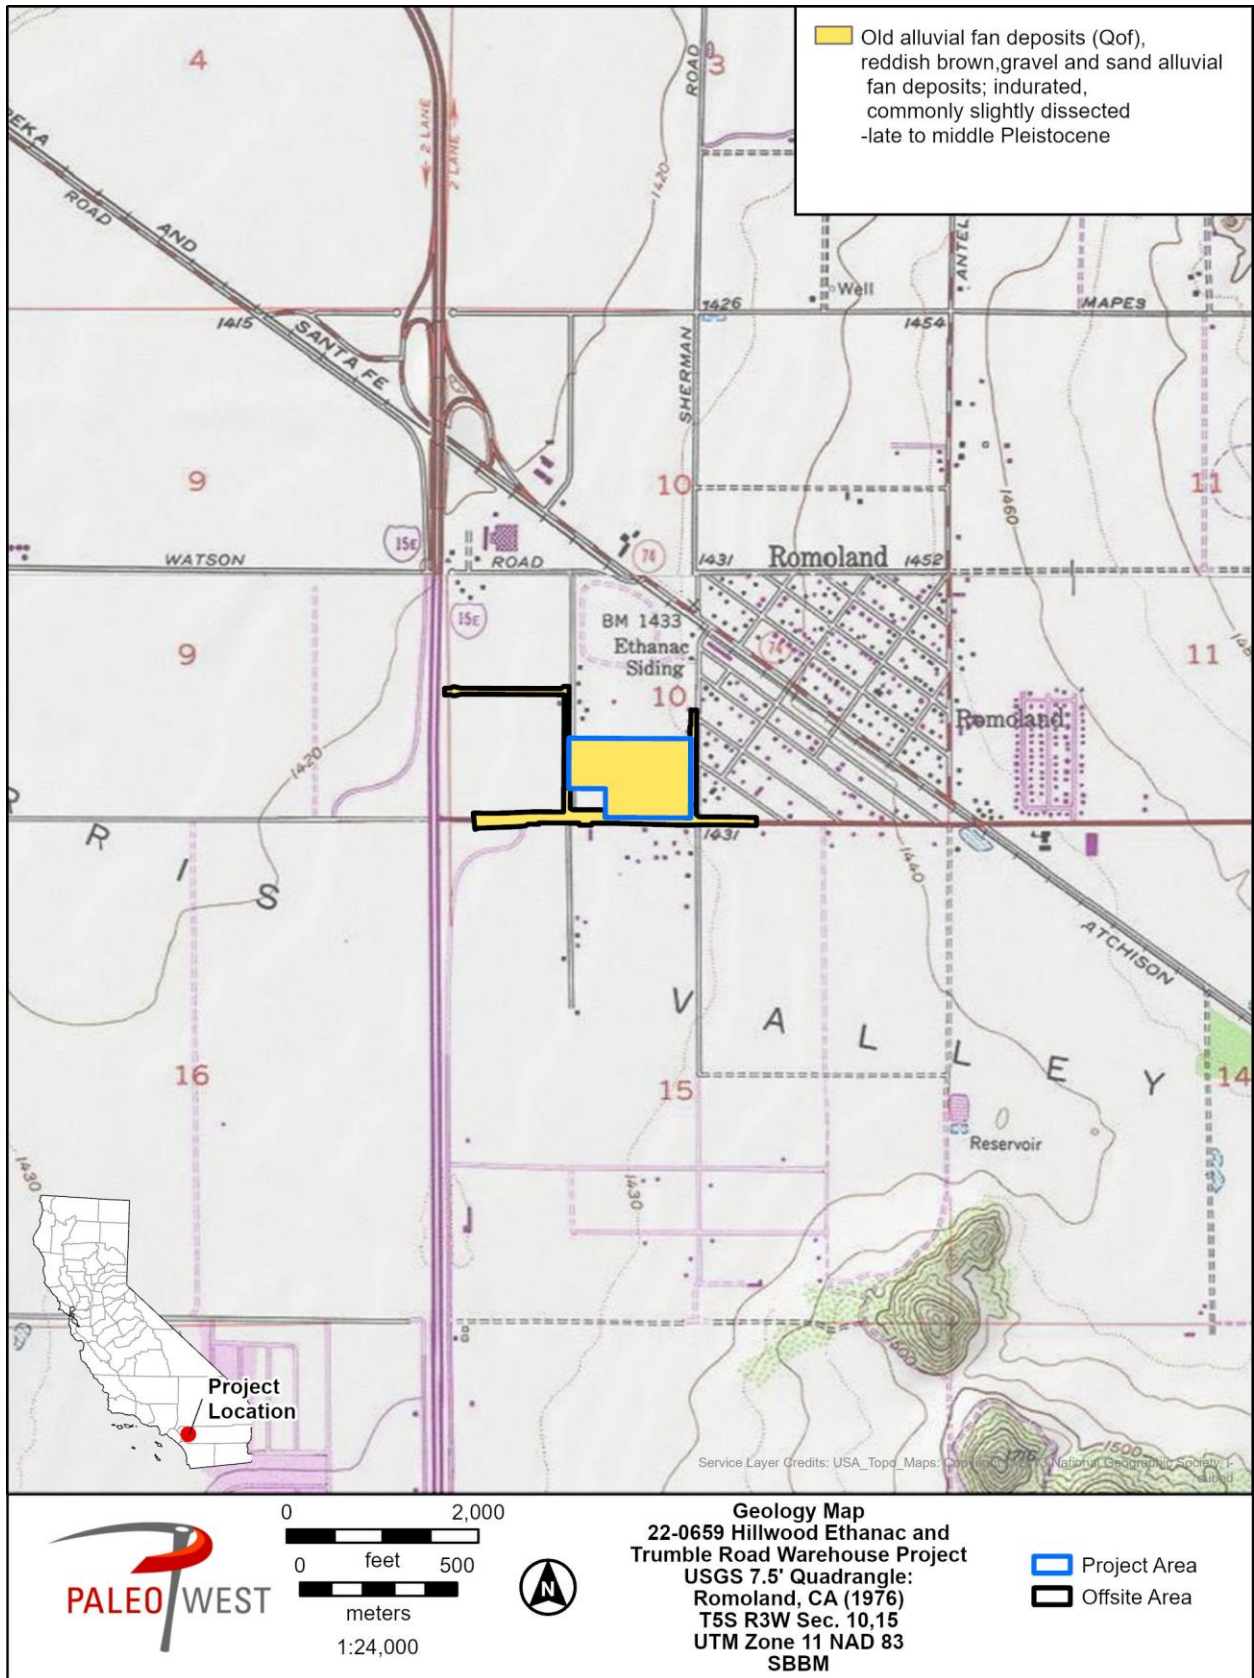 Old alluvial fan deposits (Qof),
reddish brown,gravel and sand alluvial
fan deposits; indurated,
commonly slightly dissected
-late to middle Pleistocene
4
3
ROAD
2 LANE
2 LANE
1420
ROAD
AND
ANTEL
Well
1426
MAPES
1415
SANTA FE
1454
SHERMAN
9
10
11
1460
15E
WATSON
ROAD
74
1431
Romoland
1452
15E
BM 1433
Ethanac
Siding
74
9
10
11
Romoland
1420
R
I
S
1431
1440
ATCHISON
V
A
L
L
E
Y
16
15
14
Reservoir
1430
1430
Project
Location
1500
1716
Service Layer Credits: USA_Topo_Maps:
National Geographic Society, i-
cubed
PALEO WEST
0 2,000
feet
0 500
meters
1:24,000
N
Geology Map
22-0659 Hillwood Ethanac and
Trumble Road Warehouse Project
USGS 7.5' Quadrangle:
Romoland, CA (1976)
T5S R3W Sec. 10,15
UTM Zone 11 NAD 83
SBBM
Project Area
Offsite Area